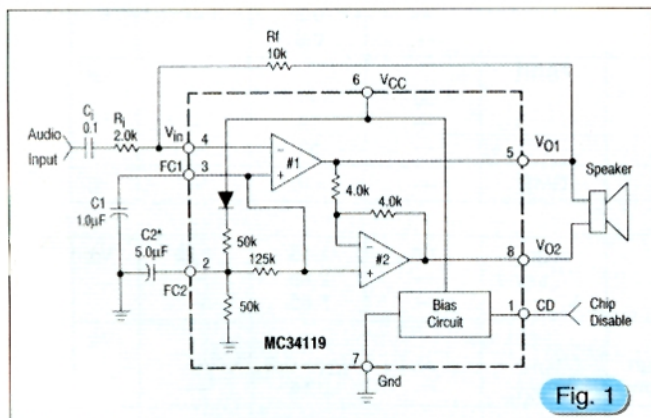 Rf
10k
6
VCC
Ci
0.1
Ri
2.0k
Audio
Input
Vin
4
FC1
3
#1
5
VO1
Speaker
4.0k
4.0k
C1
1.0μF
C2*
5.0μF
50k
2
FC2
125k
#2
8
VO2
50k
Bias
Circuit
1
CD
Chip
Disable
MC34119
7
Gnd
Fig. 1